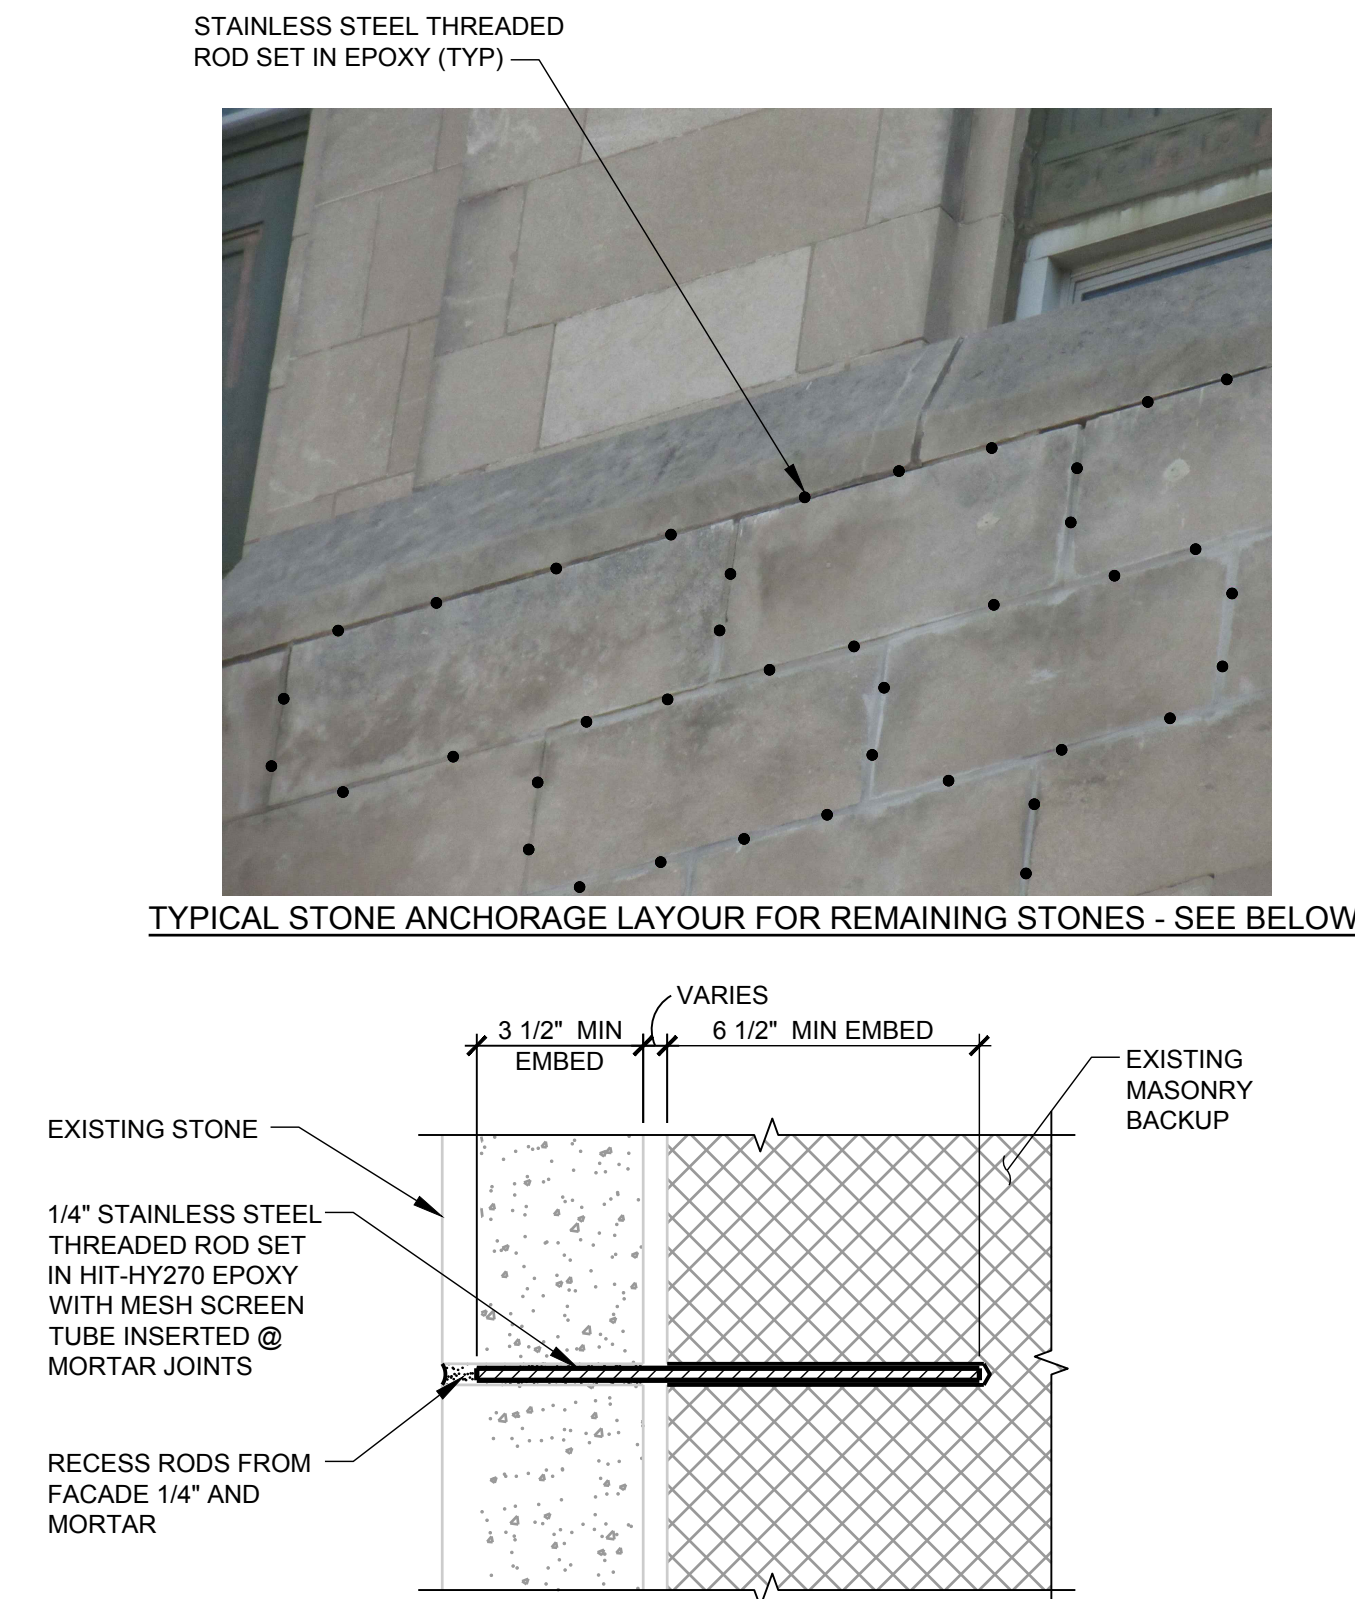 STAINLESS STEEL THREADED
ROD SET IN EPOXY (TYP)
TYPICAL STONE ANCHORAGE LAYOUR FOR REMAINING STONES - SEE BELOW
VARIES
3 1/2" MIN
EMBED
6 1/2" MIN EMBED
EXISTING
MASONRY
BACKUP
EXISTING STONE
1/4" STAINLESS STEEL
THREADED ROD SET
IN HIT-HY270 EPOXY
WITH MESH SCREEN
TUBE INSERTED @
MORTAR JOINTS
RECESS RODS FROM
FACADE 1/4" AND
MORTAR